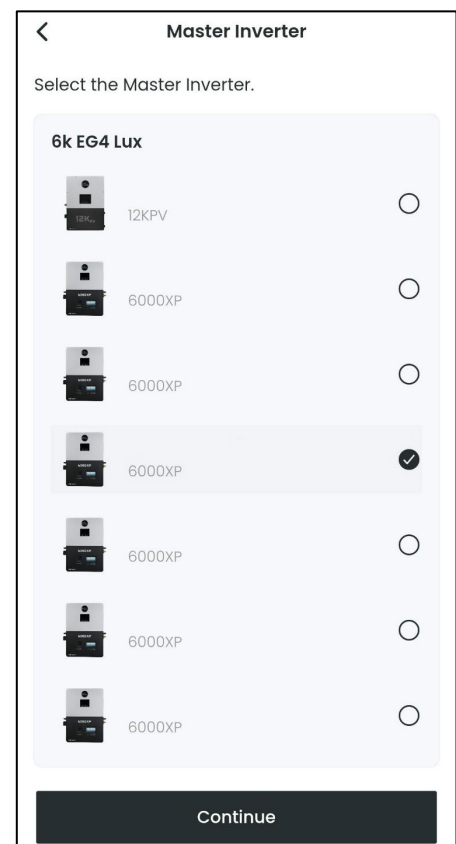 Master Inverter
Select the Master Inverter.
6k EG4 Lux
12KPV
6000XP
6000XP
6000XP
6000XP
6000XP
6000XP
Continue